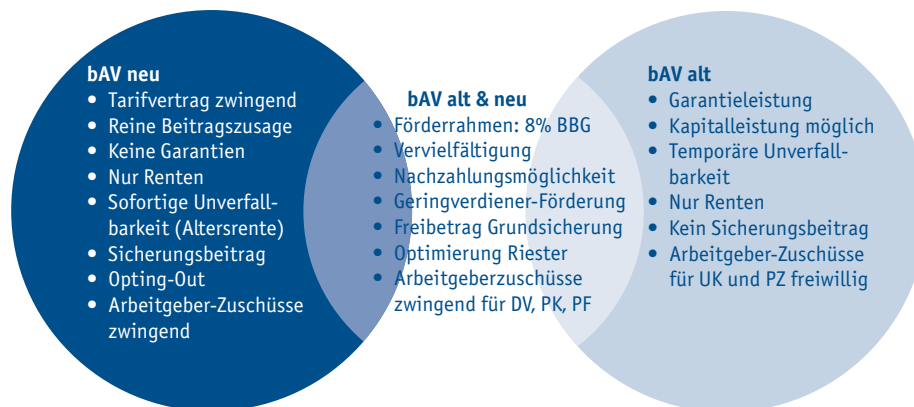 bAV neu
• Tarifvertrag zwingend
• Reine Beitragszusage
• Keine Garantien
• Nur Renten
• Sofortige Unverfall-
barkeit (Altersrente)
• Sicherungsbeitrag
• Opting-Out
• Arbeitgeber-Zuschüsse
zwingend
bAV alt & neu
• Förderrahmen: 8% BBG
• Vervielfältigung
• Nachzahlungsmöglichkeit
• Geringverdiener-Förderung
• Freibetrag Grundsicherung
• Optimierung Riester
• Arbeitgeberzuschüsse
zwingend für DV, PK, PF
bAV alt
• Garantieleistung
• Kapitalleistung möglich
• Temporäre Unverfall-
barkeit
• Nur Renten
• Kein Sicherungsbeitrag
• Arbeitgeber-Zuschüsse
für UK und PZ freiwillig